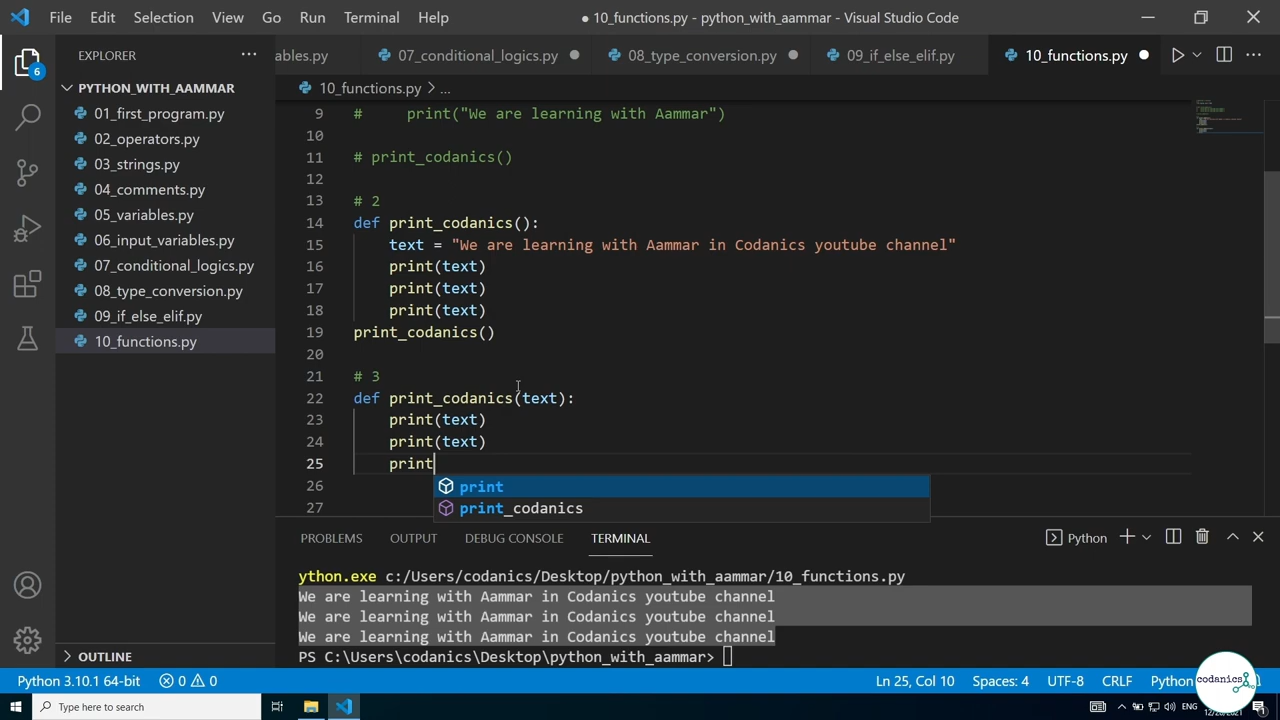 File Edit Selection View Go Run Terminal Help
● 10_functions.py - python_with_aammar - Visual Studio Code
6
EXPLORER
ables.py 07_conditional_logics.py 08_type_conversion.py 09_if_else_elif.py 10_functions.py
PYTHON_WITH_AAMMAR
01_first_program.py
02_operators.py
03_strings.py
04_comments.py
05_variables.py
06_input_variables.py
07_conditional_logics.py
08_type_conversion.py
09_if_else_elif.py
10_functions.py
OUTLINE
10_functions.py > ...
9 #     print("We are learning with Aammar")
10
11 # print_codanics()
12
13 # 2
14 def print_codanics():
15     text = "We are learning with Aammar in Codanics youtube channel"
16     print(text)
17     print(text)
18     print(text)
19 print_codanics()
20
21 # 3
22 def print_codanics(text):
23     print(text)
24     print(text)
25     print
26
27
print
print_codanics
PROBLEMS OUTPUT DEBUG CONSOLE TERMINAL
Python
ython.exe c:/Users/codanics/Desktop/python_with_aammar/10_functions.py
We are learning with Aammar in Codanics youtube channel
We are learning with Aammar in Codanics youtube channel
We are learning with Aammar in Codanics youtube channel
PS C:\Users\codanics\Desktop\python_with_aammar>
Python 3.10.1 64-bit 0 0 Ln 25, Col 10 Spaces: 4 UTF-8 CRLF Python
codanics
Type here to search
ENG